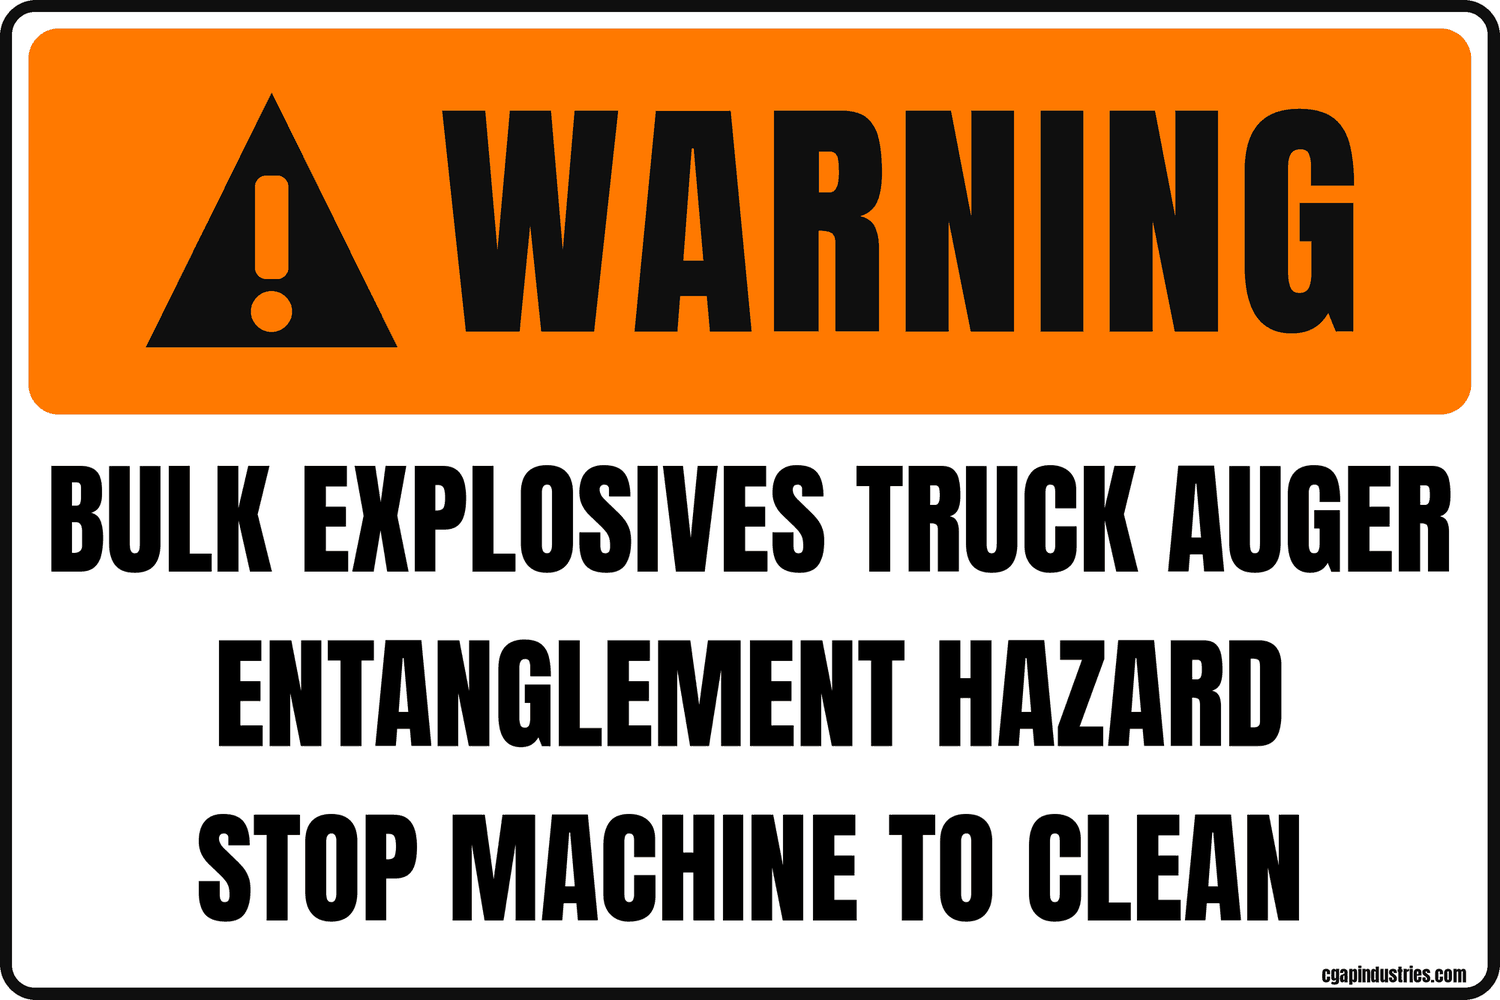 WARNING
BULK EXPLOSIVES TRUCK AUGER
ENTANGLEMENT HAZARD
STOP MACHINE TO CLEAN
cgapindustries.com